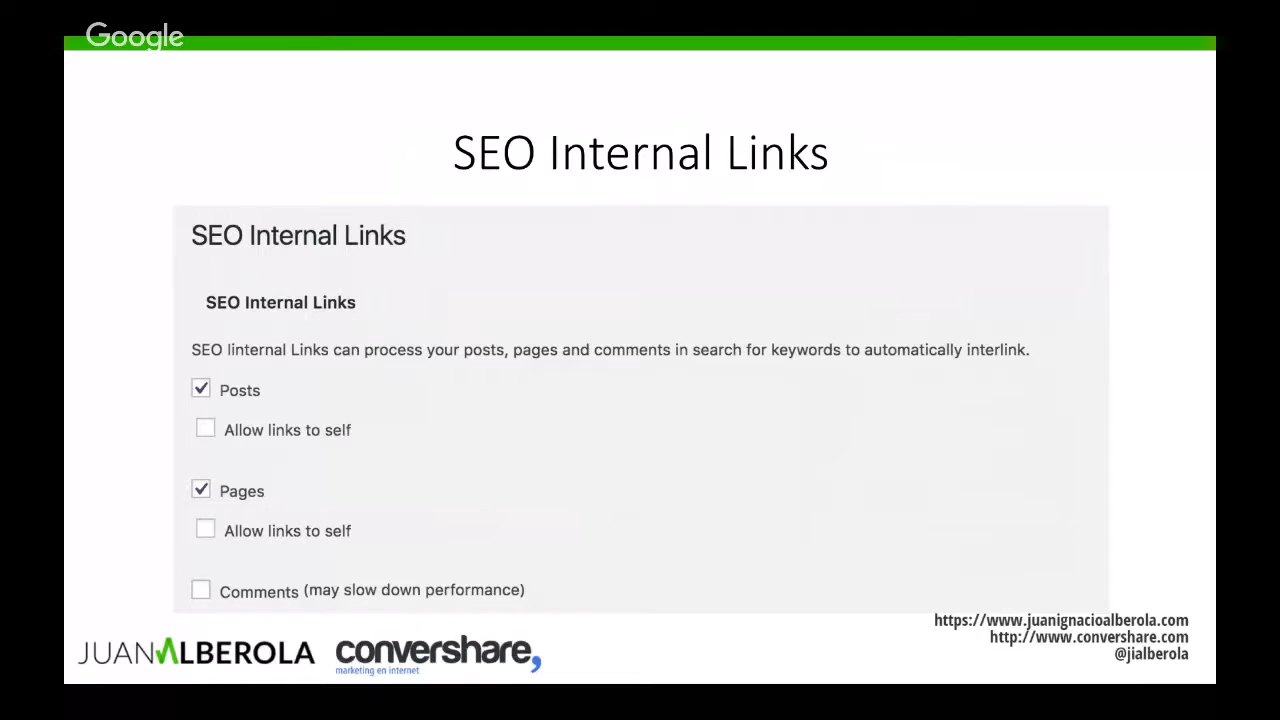 Google
SEO Internal Links
SEO Internal Links
SEO Internal Links
SEO linternal Links can process your posts, pages and comments in search for keywords to automatically interlink.
Posts
Allow links to self
Pages
Allow links to self
Comments (may slow down performance)
https://www.juanignacioalberola.com
http://www.convershare.com
@jialberola
JUANALBEROLA
convershare,
marketing en internet